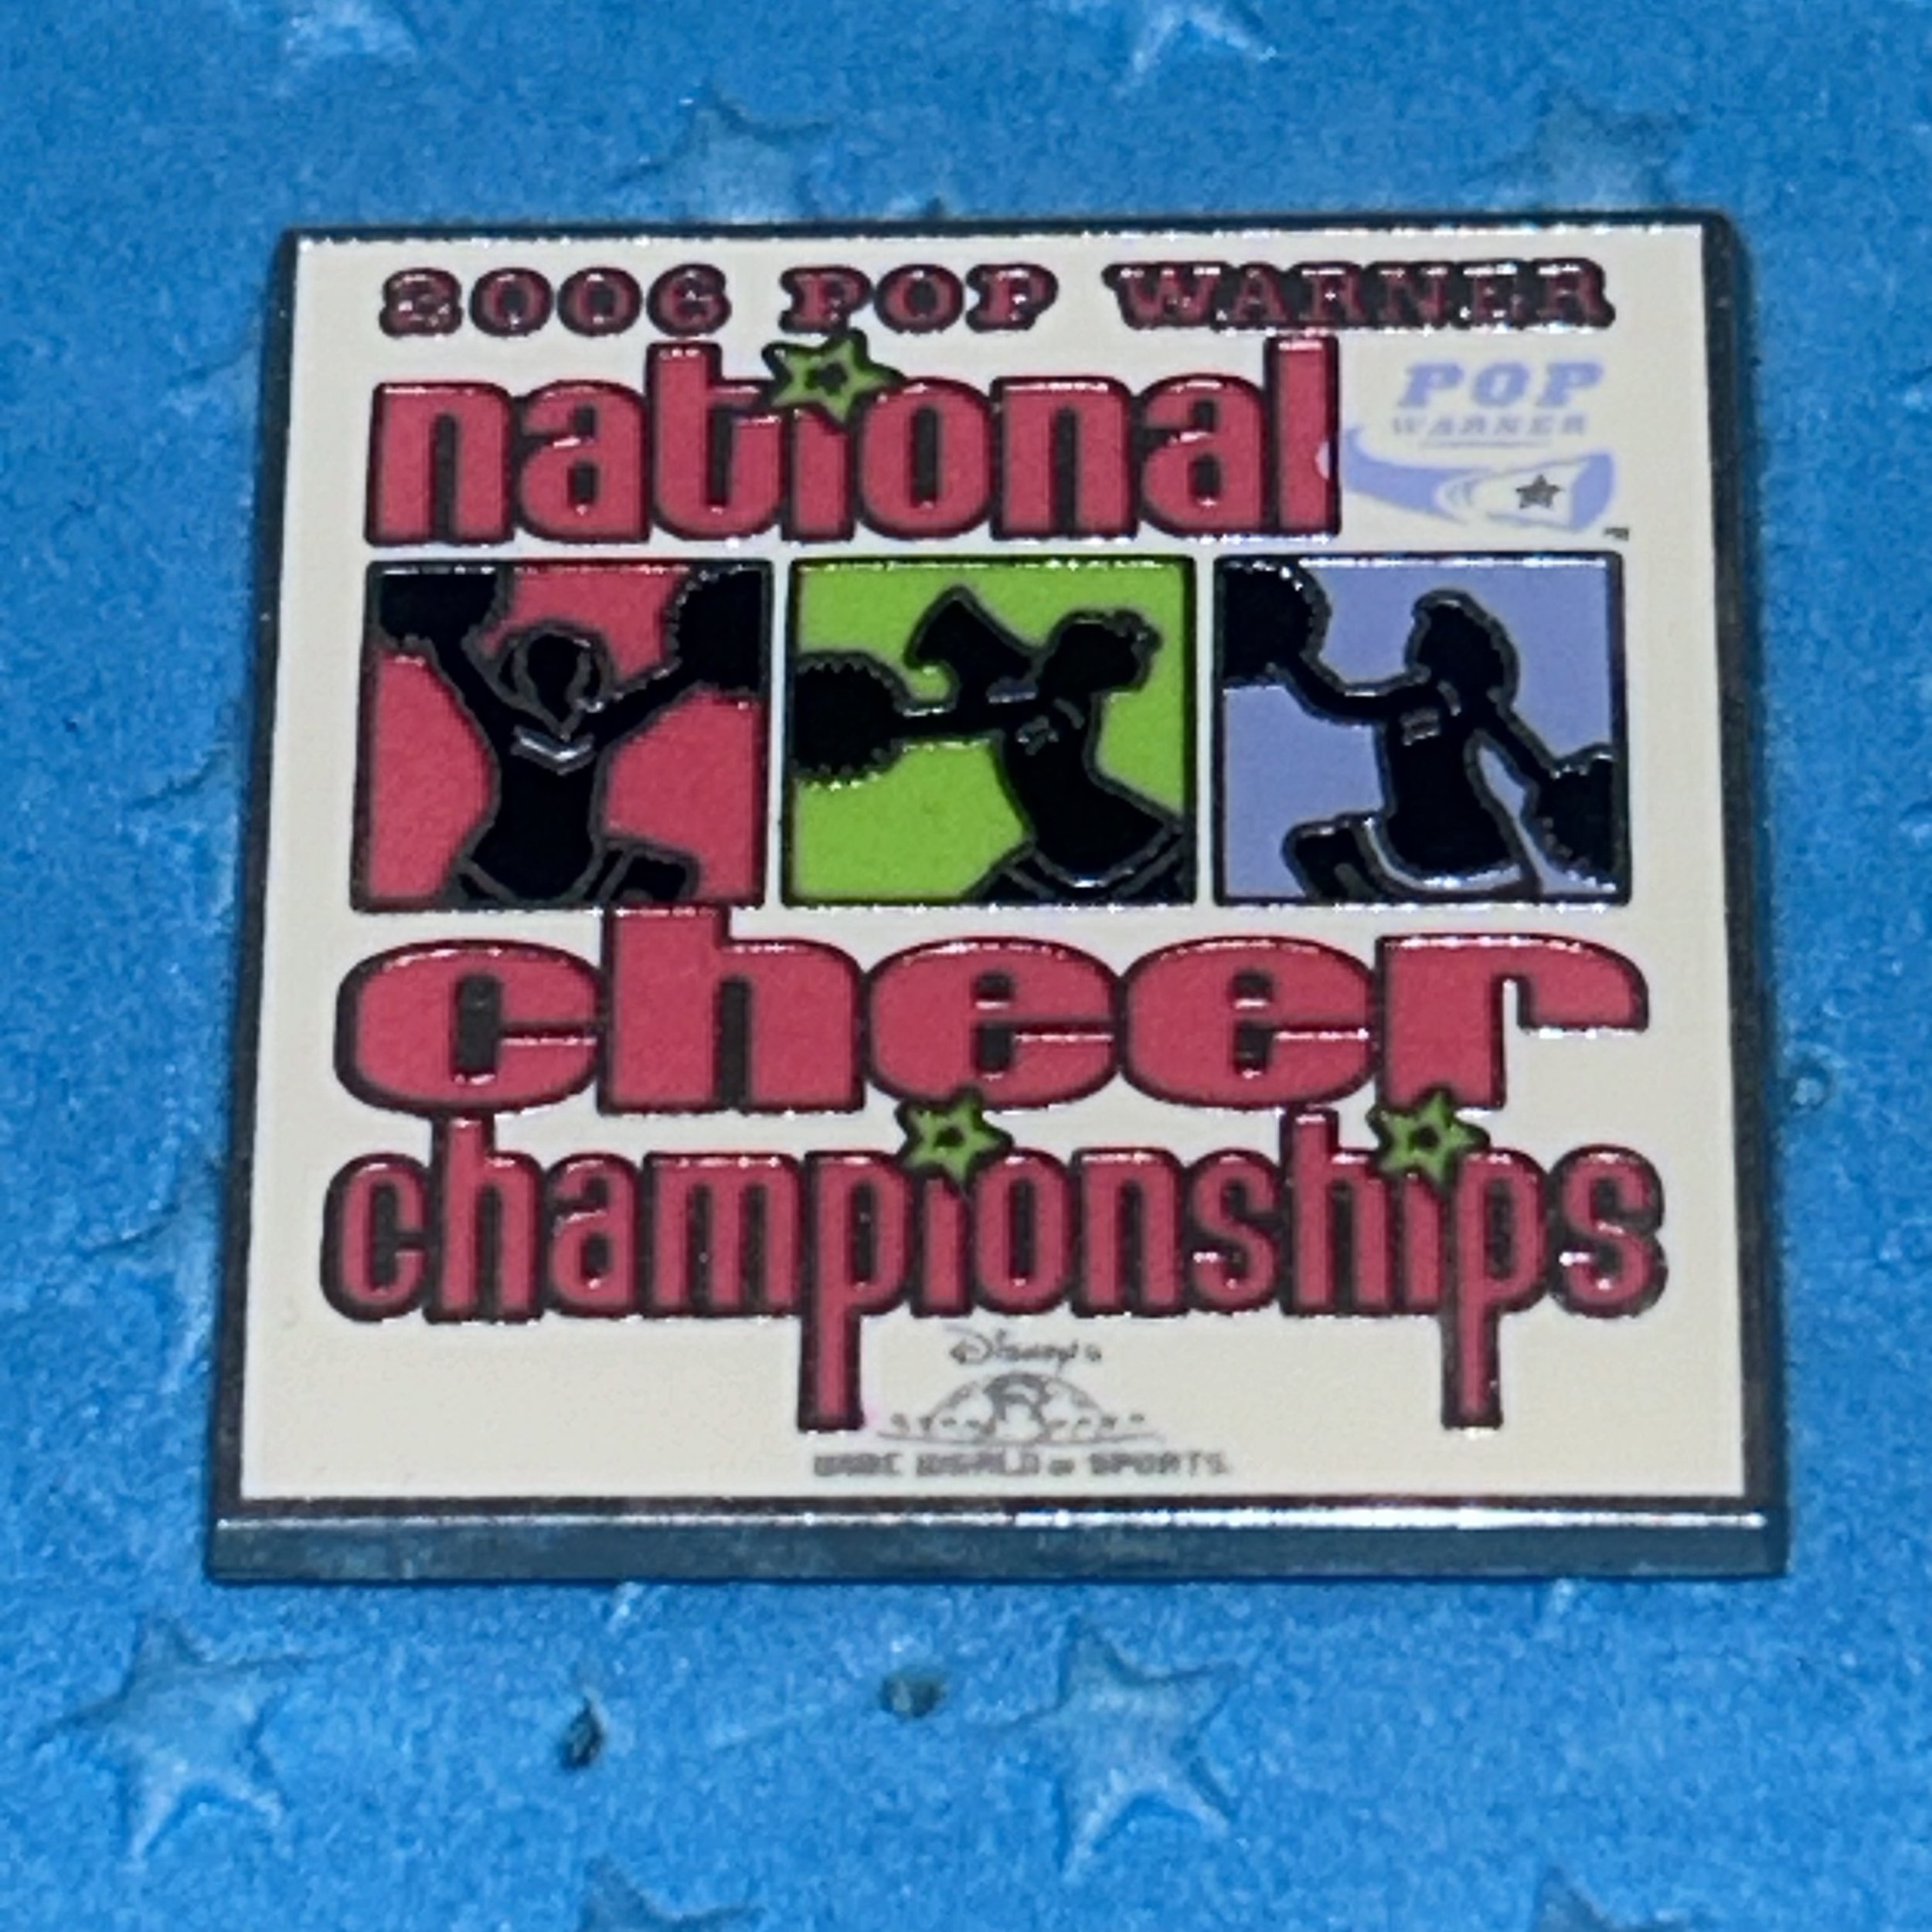 2006 POP WARNER
national
POP
WARNER
cheer
championships
Disney's
WIDE WORLD OF SPORTS